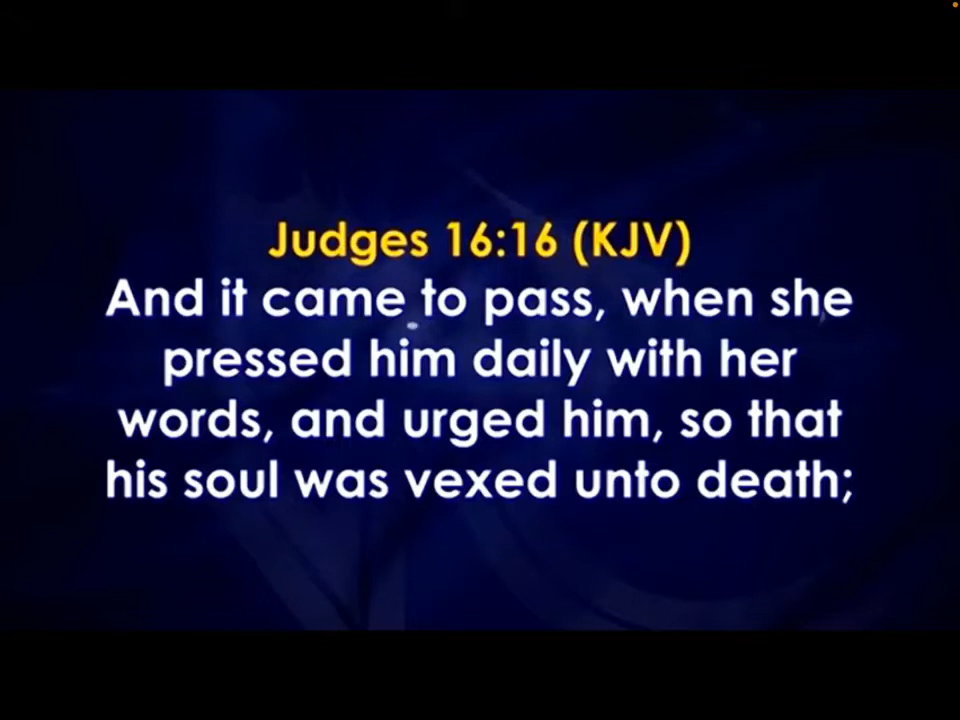 Judges 16:16 (KJV)
And it came to pass, when she
pressed him daily with her
words, and urged him, so that
his soul was vexed unto death;